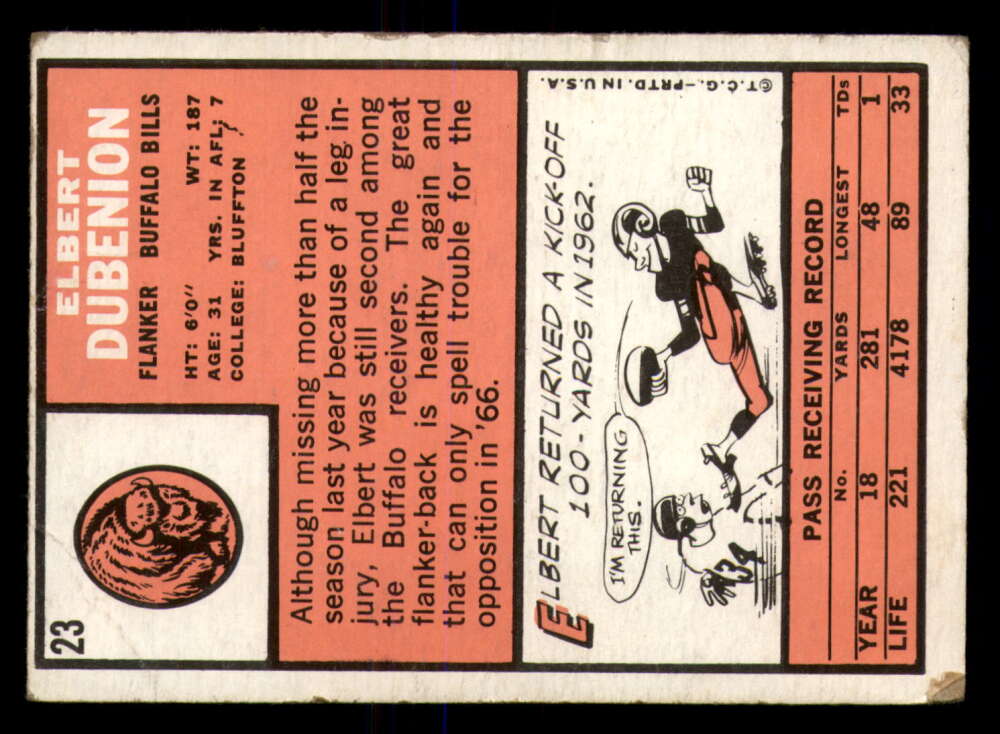 23
ELBERT
DUBENION
FLANKER BUFFALO BILLS
HT: 6'0" WT: 187
AGE: 31 YRS. IN AFL: 7
COLLEGE: BLUFFTON
Although missing more than half the
season last year because of a leg in-
jury, Elbert was still second among
the Buffalo receivers. The great
flanker-back is healthy again and
that can only spell trouble for the
opposition in '66.
ELBERT RETURNED A KICK-OFF
100-YARDS IN 1962.
I'M RETURNING
THIS.
34
© T.C.G.-PRTD. IN U.S.A.
PASS RECEIVING RECORD
No. YARDS LONGEST TDs
YEAR 18 281 48 1
LIFE 221 4178 89 33